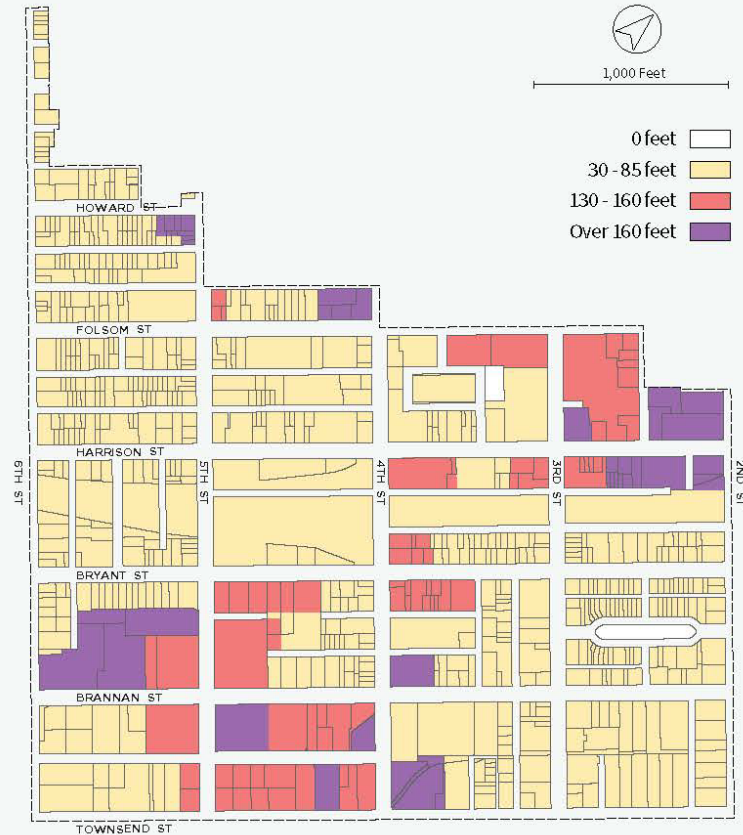 1,000 Feet
0 feet
30 - 85 feet
130 - 160 feet
Over 160 feet
HOWARD ST
FOLSOM ST
HARRISON ST
6TH ST
5TH ST
4TH ST
3RD ST
2ND ST
BRYANT ST
BRANNAN ST
TOWNSEND ST